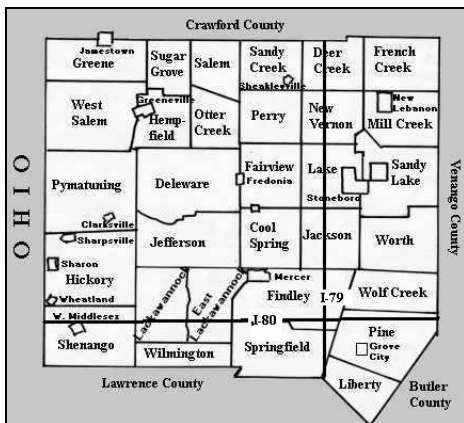 Crawford County
Jamestown
Greene
Sugar
Grove
Salem
Sandy
Creek
Sheakleyville
Deer
Creek
French
Creek
West
Salem
Greeneville
Hemp-
field
Otter
Creek
Perry
New
Vernon
New
Lebanon
Mill Creek
OHIO
Pymatuning
Deleware
Fairview
Fredonia
Lake
Stoneboro
Sandy
Lake
Venango County
Clarksville
Sharpsville
Jefferson
Cool
Spring
Jackson
Worth
Sharon
Hickory
Wheatland
Lackawannock
East
Lackawannock
Mercer
Findley
I-79
Wolf Creek
W. Middlesex
Shenango
I-80
Wilmington
Springfield
Pine
Grove
City
Liberty
Lawrence County
Butler
County